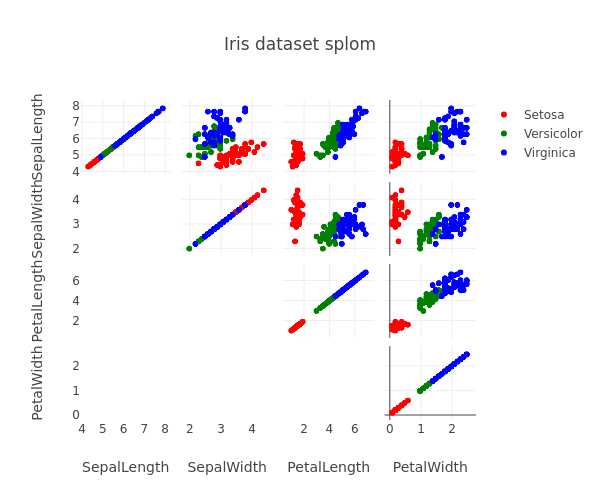 Iris dataset splom
Setosa
Versicolor
Virginica
SepalLength
8
7
6
5
4
SepalWidth
4
3
2
PetalLength
6
4
2
PetalWidth
2
1
0
4 5 6 7 8 2 3 4 2 4 6 0 1 2
SepalLength SepalWidth PetalLength PetalWidth